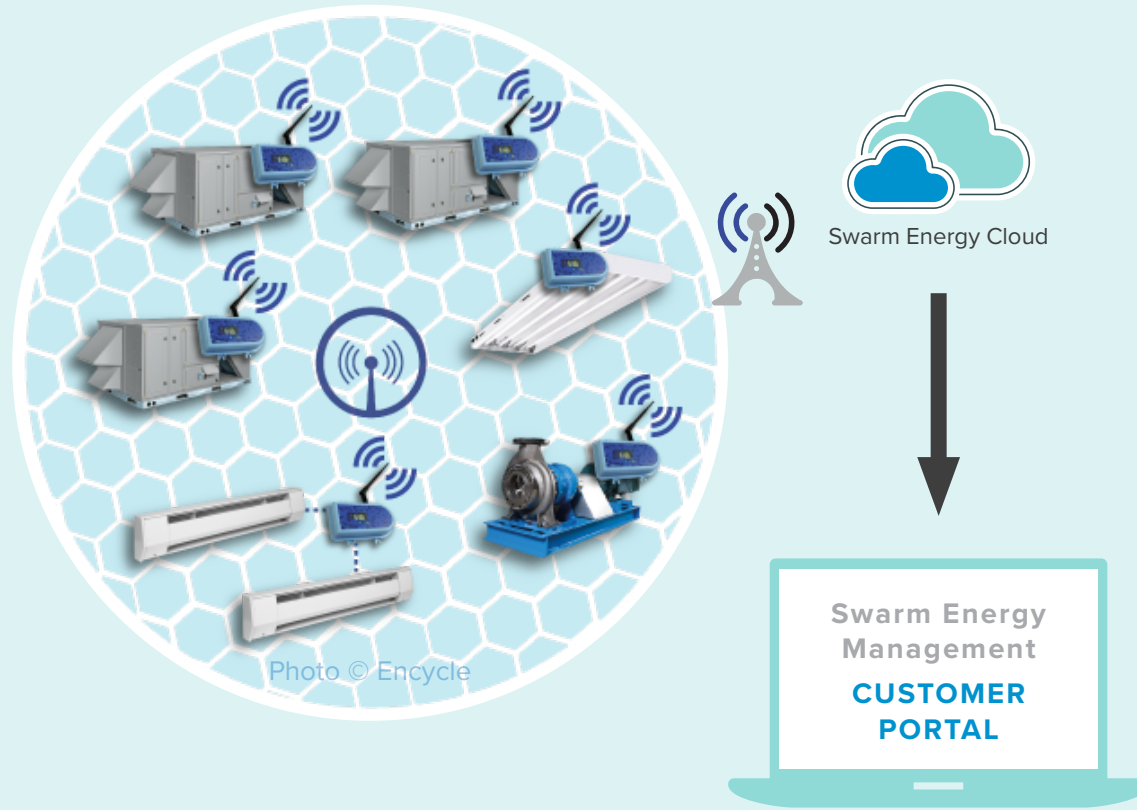 Swarm Energy Cloud
Photo © Encycle
Swarm Energy
Management
CUSTOMER
PORTAL